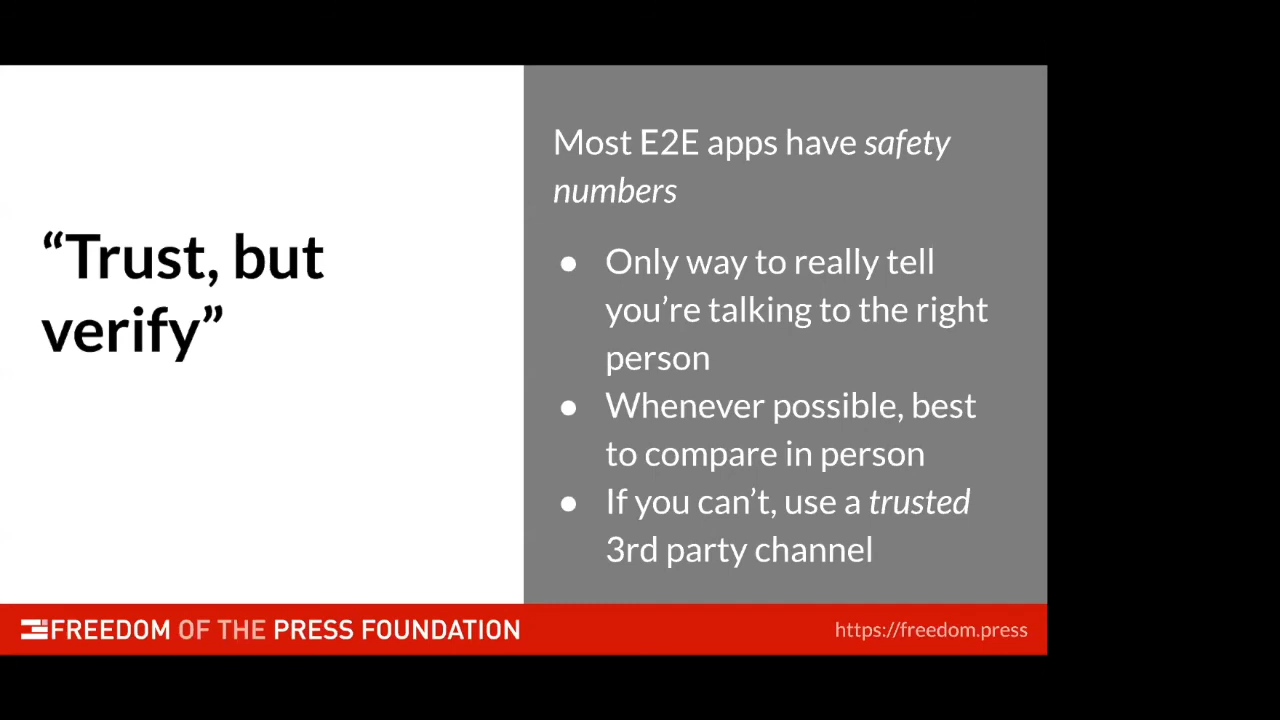 “Trust, but
verify”
Most E2E apps have safety
numbers
● Only way to really tell
you’re talking to the right
person
● Whenever possible, best
to compare in person
● If you can’t, use a trusted
3rd party channel
FREEDOM OF THE PRESS FOUNDATION
https://freedom.press